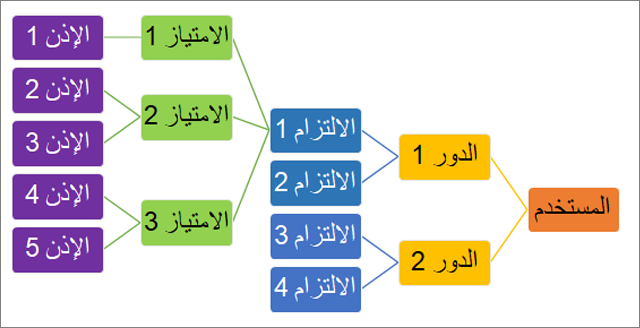 المستخدم
الدور 1
الدور 2
الالتزام 1
الالتزام 2
الالتزام 3
الالتزام 4
الامتياز 1
الامتياز 2
الامتياز 3
الإذن 1
الإذن 2
الإذن 3
الإذن 4
الإذن 5